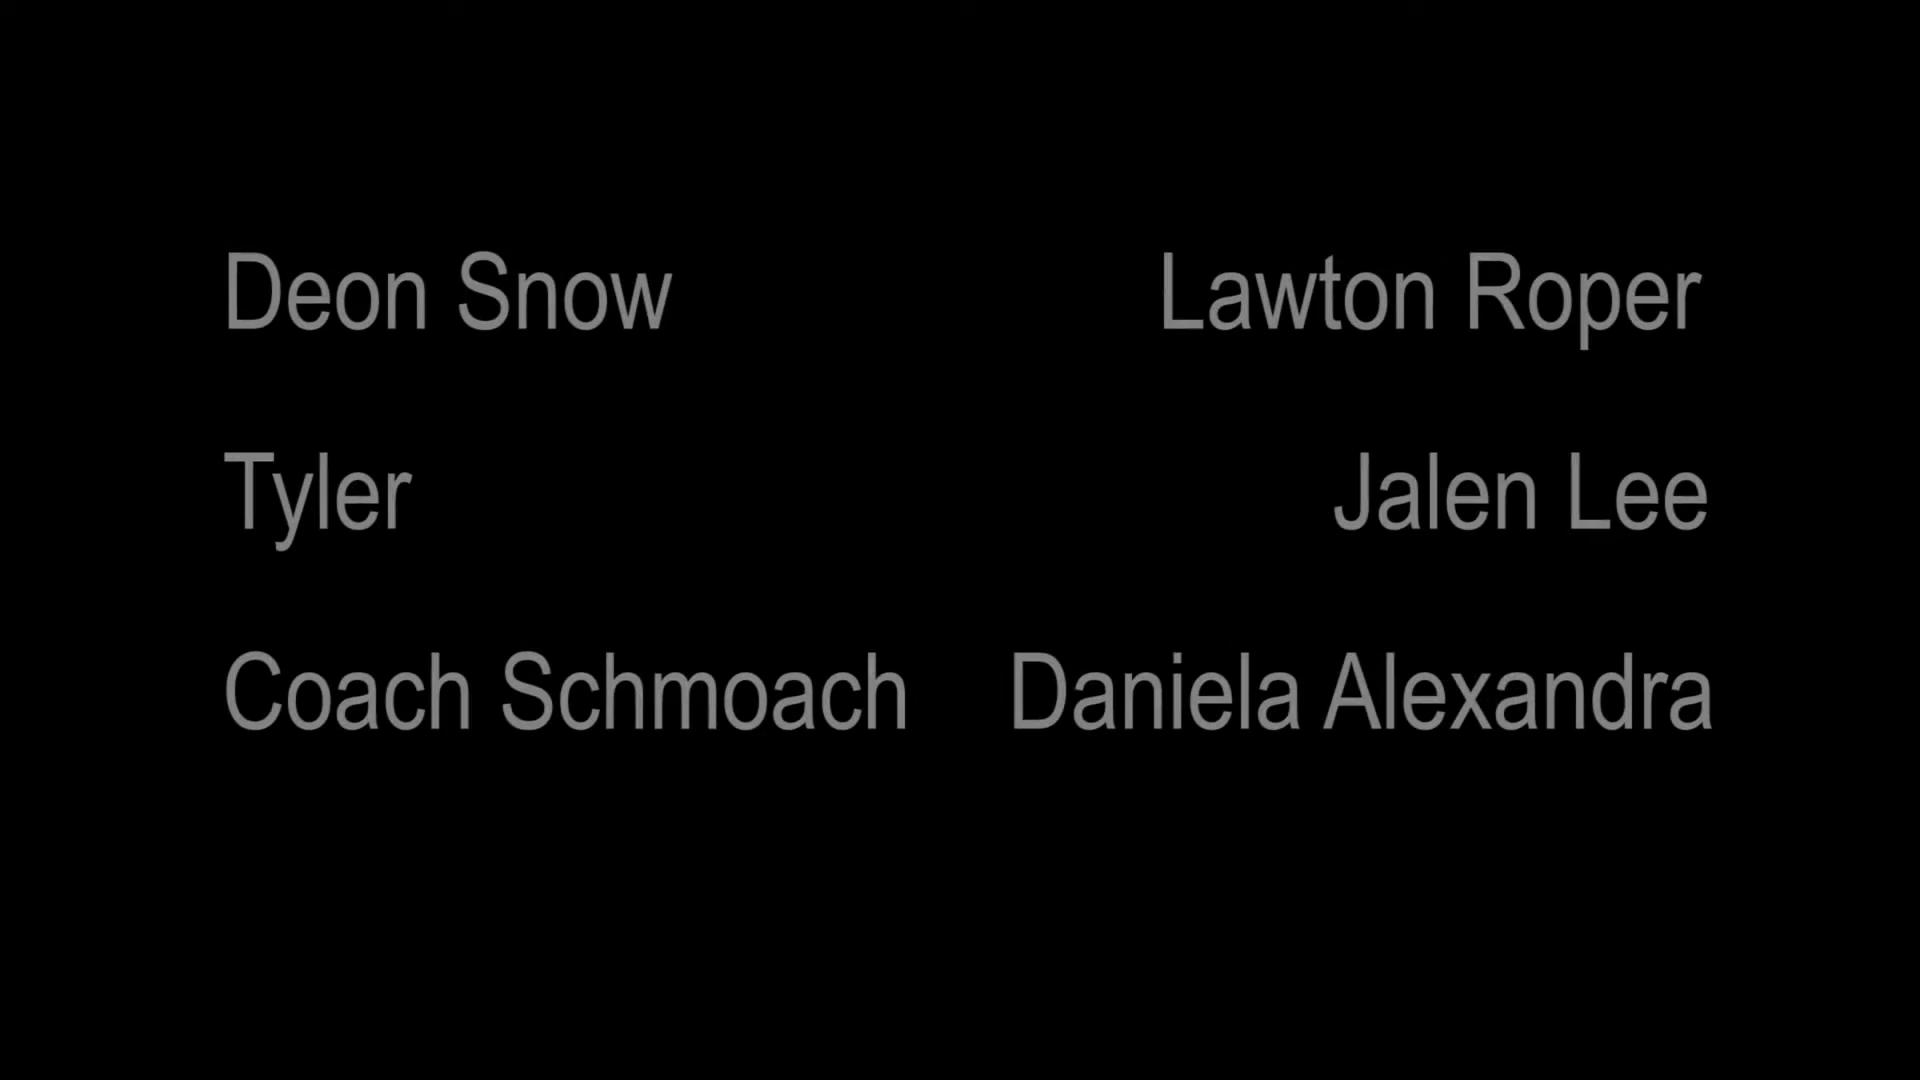 Deon Snow Lawton Roper
Tyler Jalen Lee
Coach Schmoach Daniela Alexandra